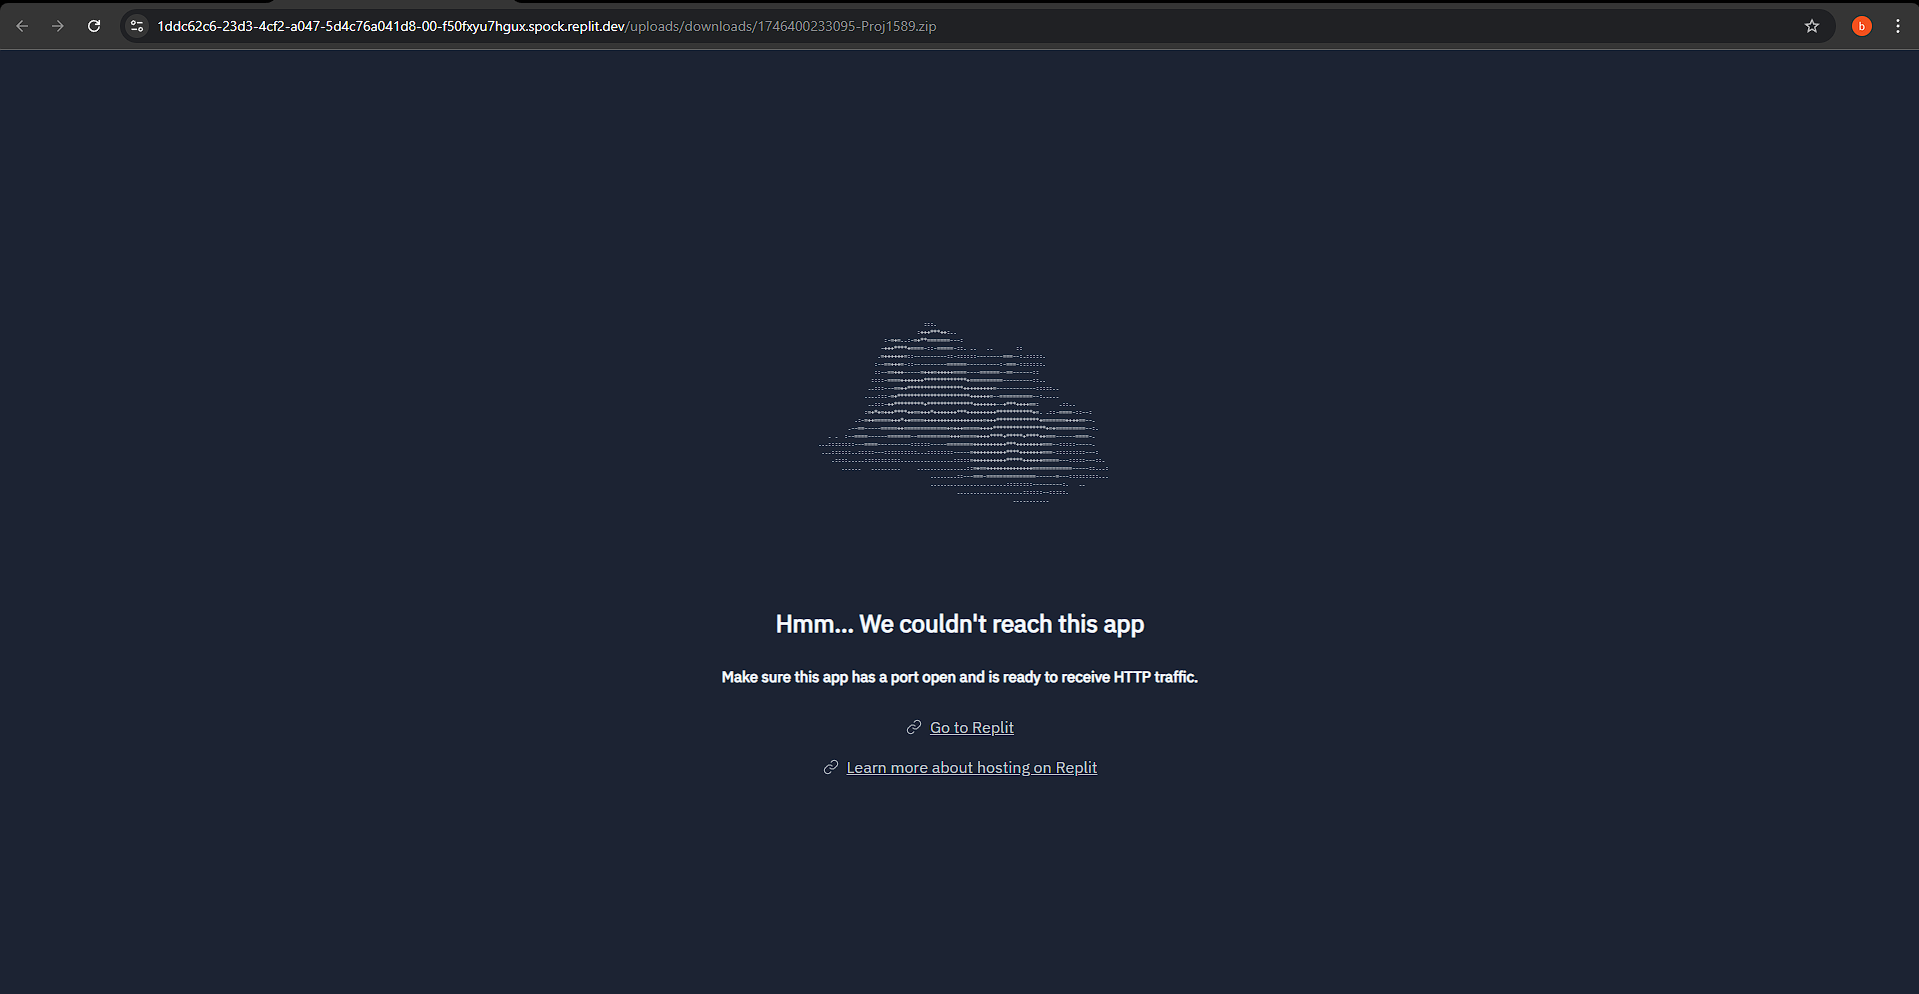 1ddc62c6-23d3-4cf2-a047-5d4c76a041d8-00-f50fxyu7hgux.spock.replit.dev/uploads/downloads/1746400233095-Proj1589.zip
b
Hmm... We couldn't reach this app
Make sure this app has a port open and is ready to receive HTTP traffic.
Go to Replit
Learn more about hosting on Replit